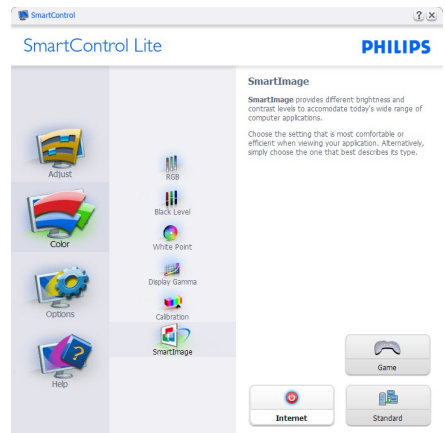 SmartControl
SmartControl Lite
PHILIPS
Adjust
Color
Options
Help
RGB
Black Level
White Point
Display Gamma
Calibration
SmartImage
SmartImage
SmartImage provides different brightness and
contrast levels to accomodate today's wide range of
computer applications.
Choose the setting that is most comfortable or
efficient when viewing your application. Alternatively,
simply choose the one that best describes its type.
Game
Internet
Standard